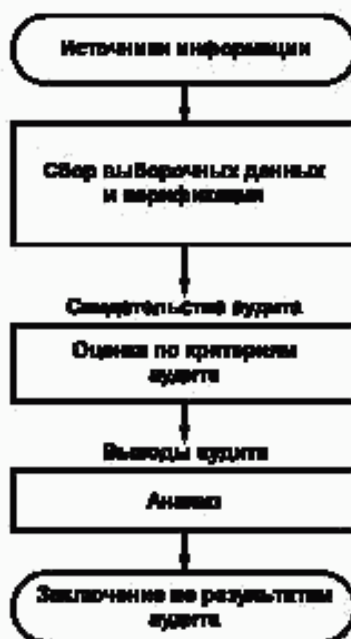 Источники информации
Сбор выборочных данных
и верификация
Свидетельства аудита
Оценка по критериям
аудита
Выводы аудита
Анализ
Заключение по результатам
аудита